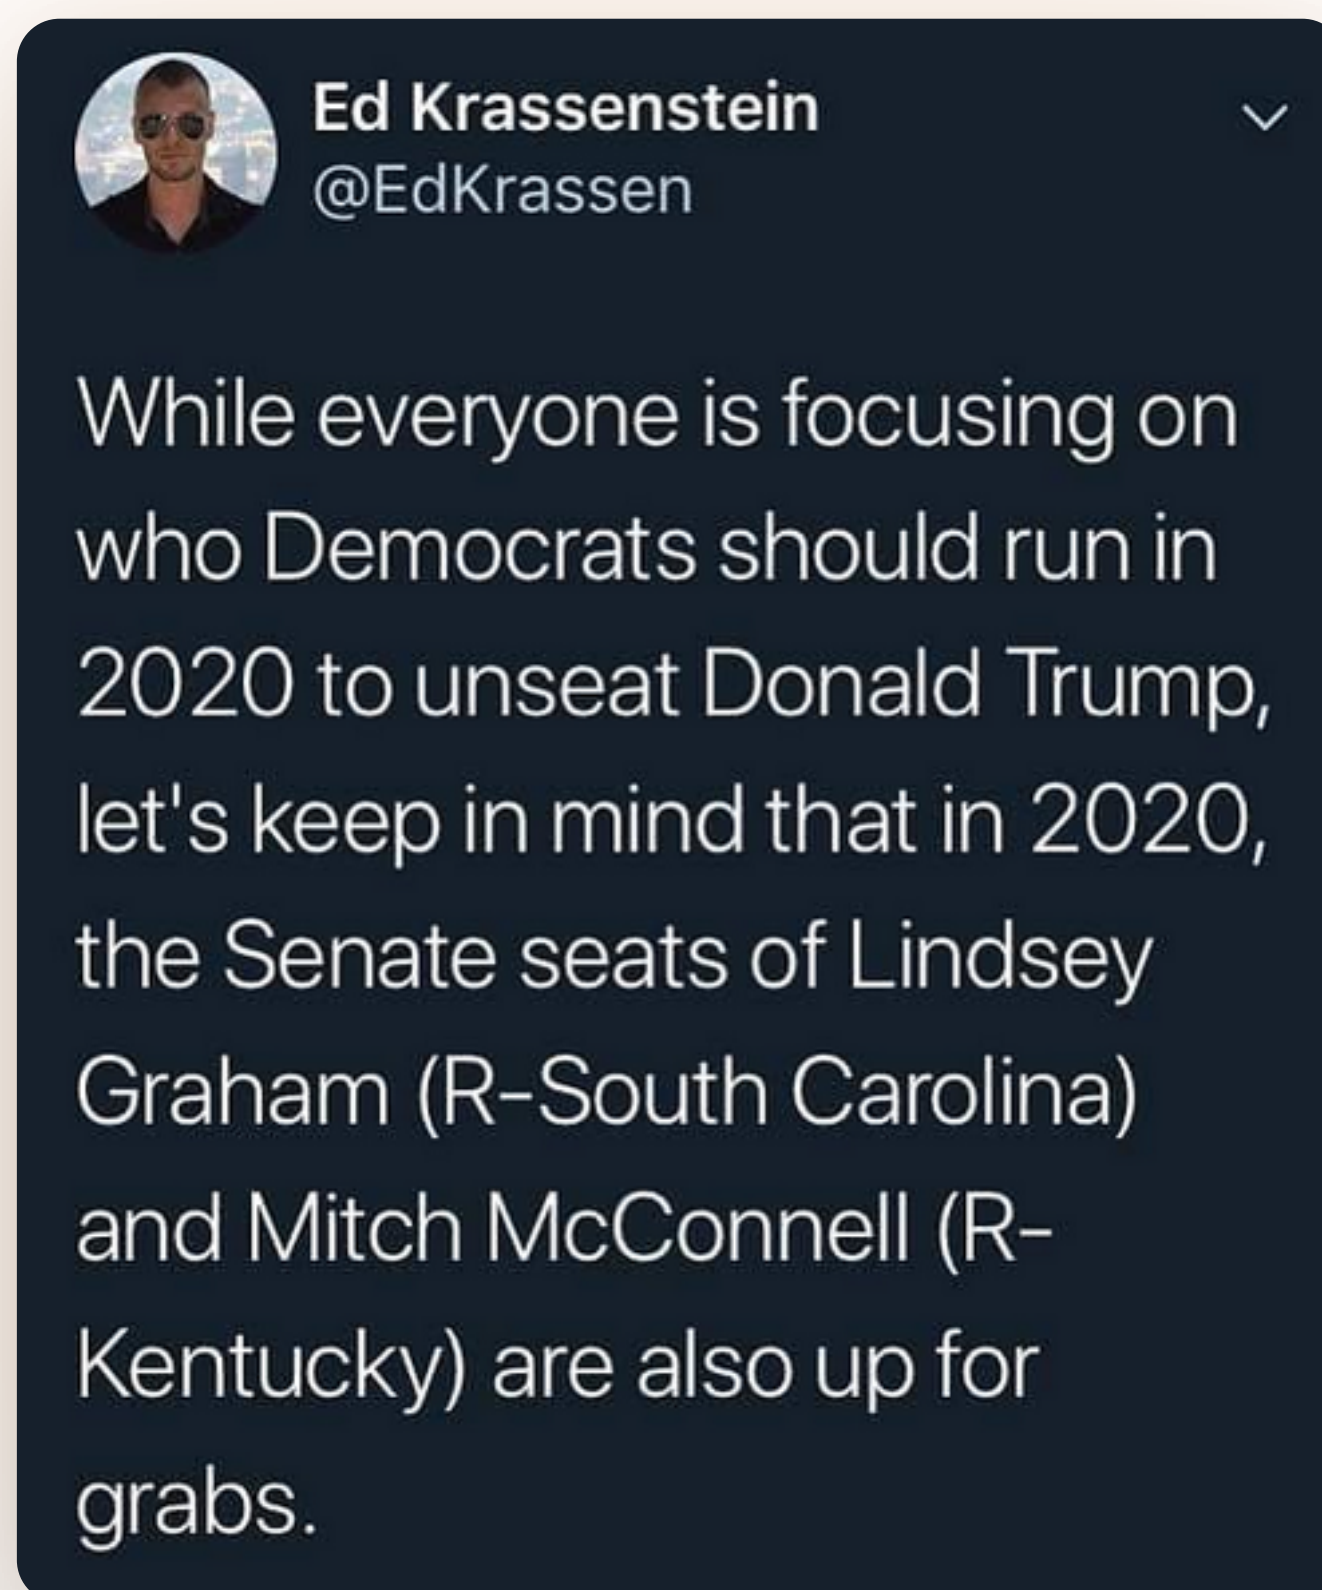 Ed Krassenstein
@EdKrassen
While everyone is focusing on
who Democrats should run in
2020 to unseat Donald Trump,
let's keep in mind that in 2020,
the Senate seats of Lindsey
Graham (R-South Carolina)
and Mitch McConnell (R-
Kentucky) are also up for
grabs.